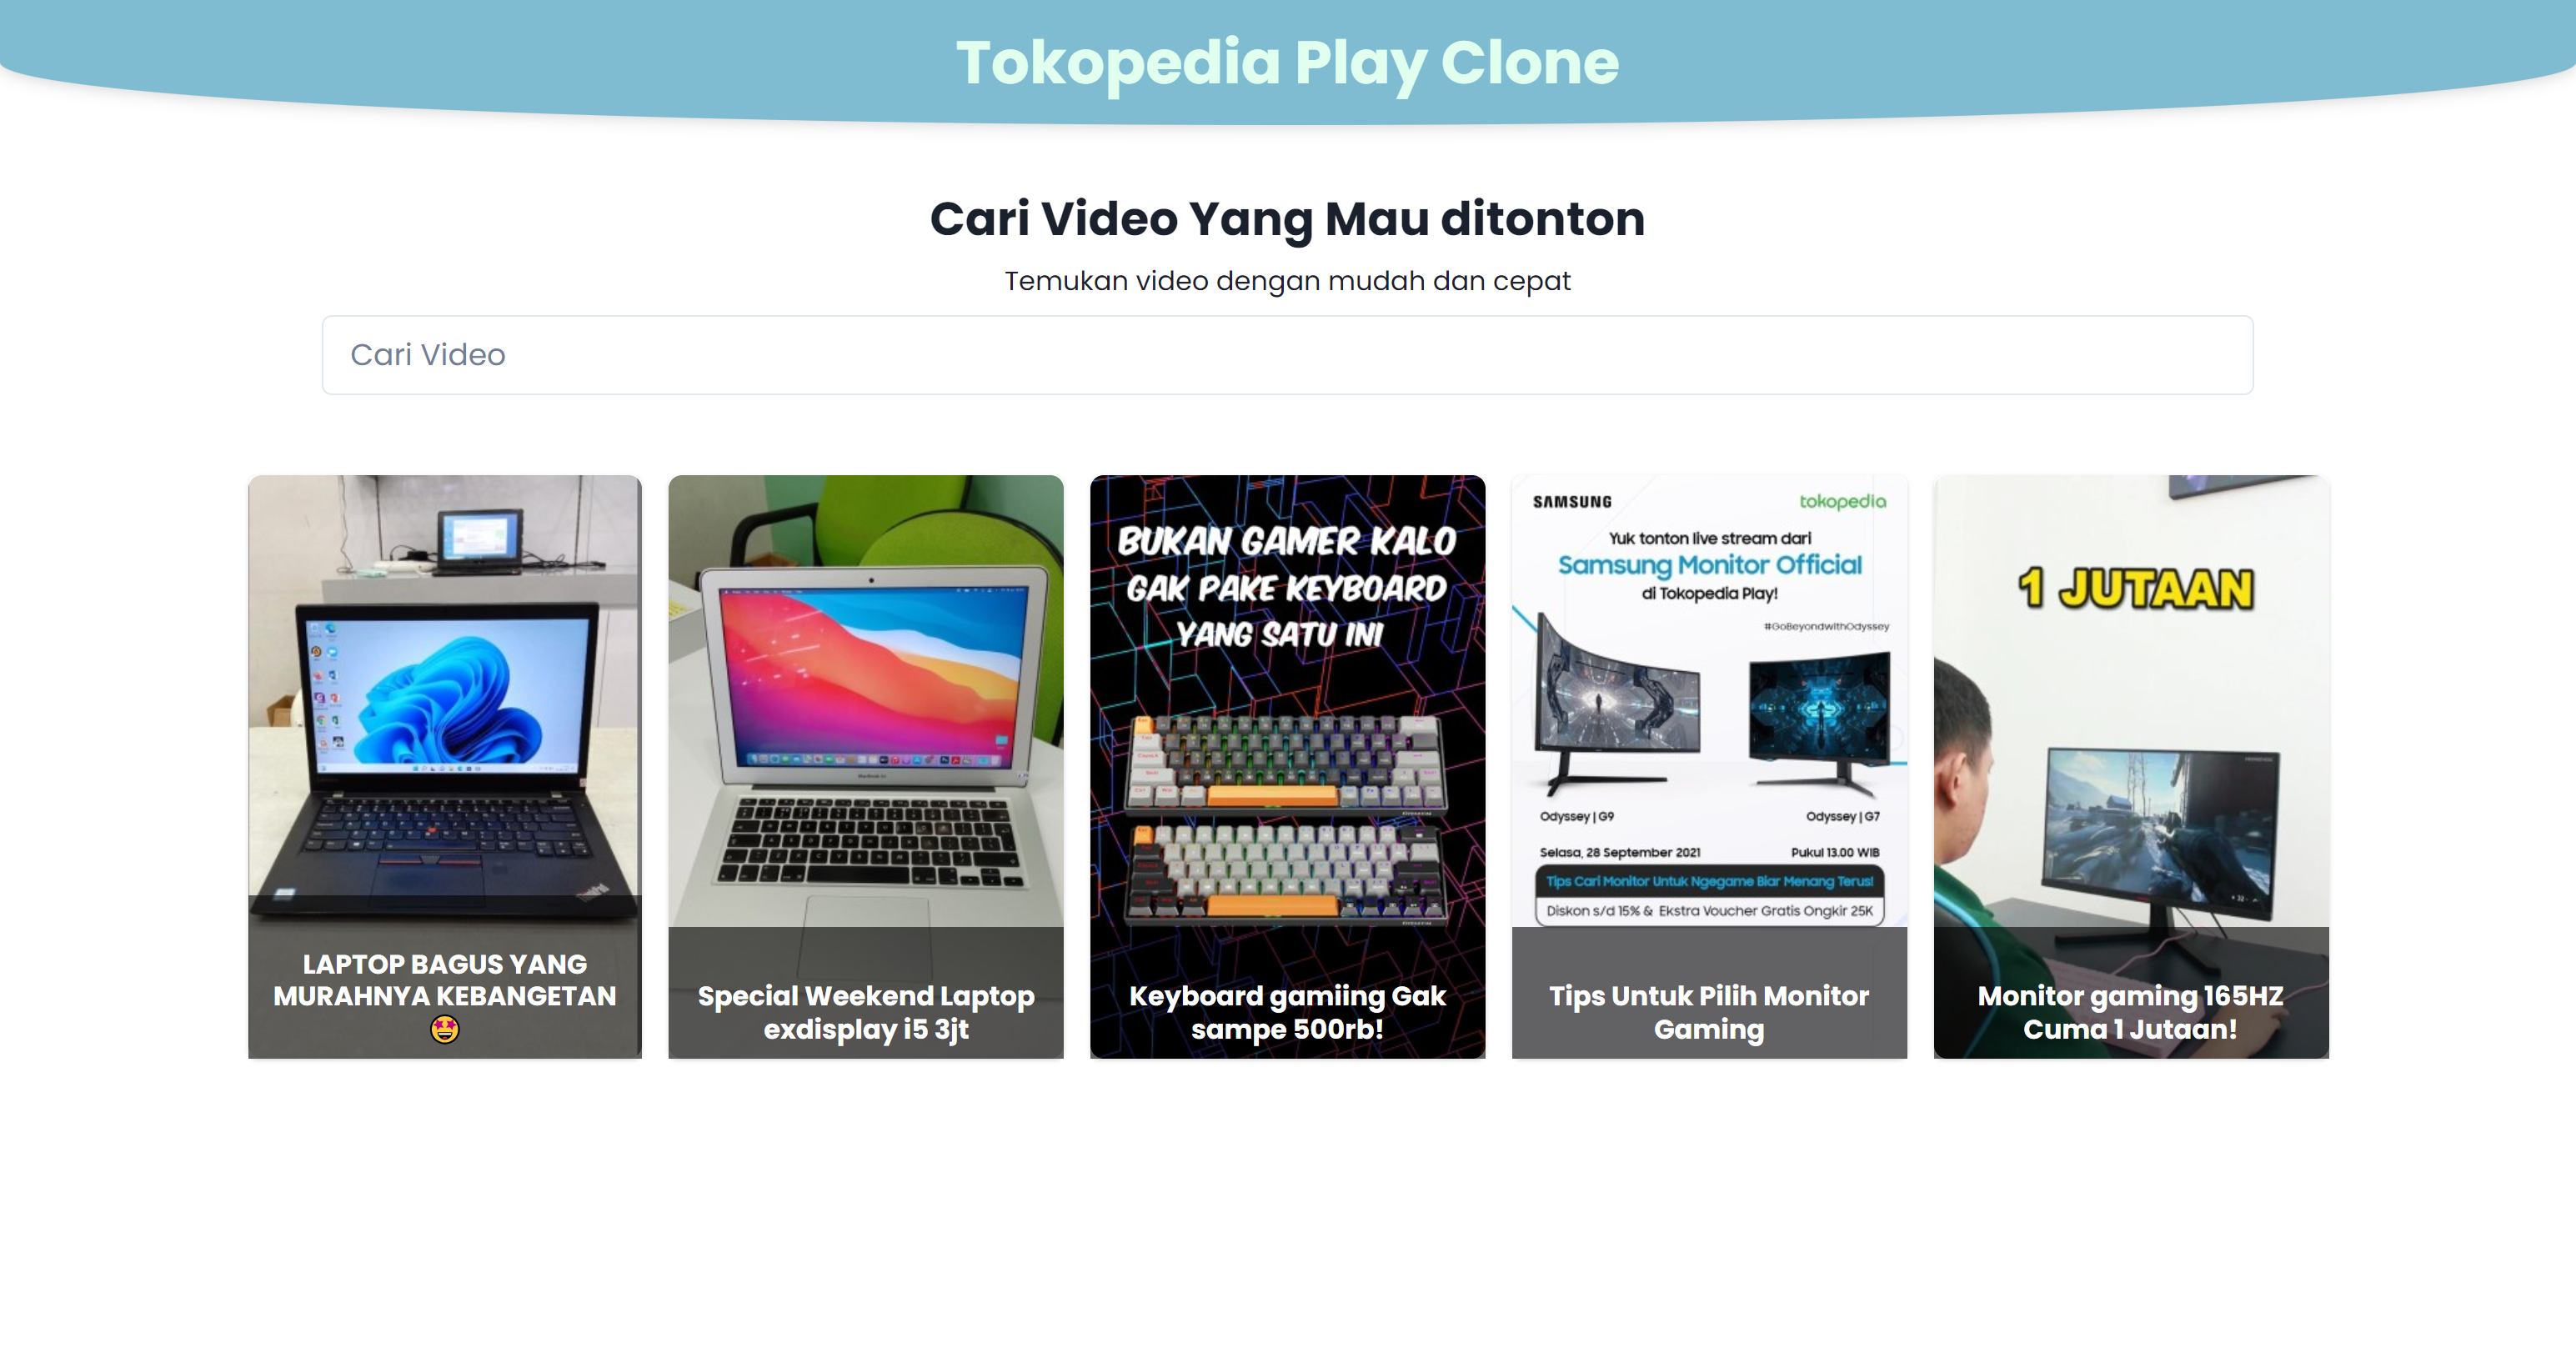 Tokopedia Play Clone
Cari Video Yang Mau ditonton
Temukan video dengan mudah dan cepat
Cari Video
LAPTOP BAGUS YANG
MURAHNYA KEBANGETAN
🤩
Special Weekend Laptop
exdisplay i5 3jt
BUKAN GAMER KALO
GAK PAKE KEYBOARD
YANG SATU INI
Keyboard gamiing Gak
sampe 500rb!
SAMSUNG
tokopedia
Yuk tonton live stream dari
Samsung Monitor Official
di Tokopedia Play!
#GoBeyondwithOdyssey
Odyssey | G9
Odyssey | G7
Selasa, 28 September 2021
Pukul 13.00 WIB
Tips Cari Monitor Untuk Ngegame Biar Menang Terus!
Diskon s/d 15% & Ekstra Voucher Gratis Ongkir 25K
Tips Untuk Pilih Monitor
Gaming
1 JUTAAN
Monitor gaming 165HZ
Cuma 1 Jutaan!